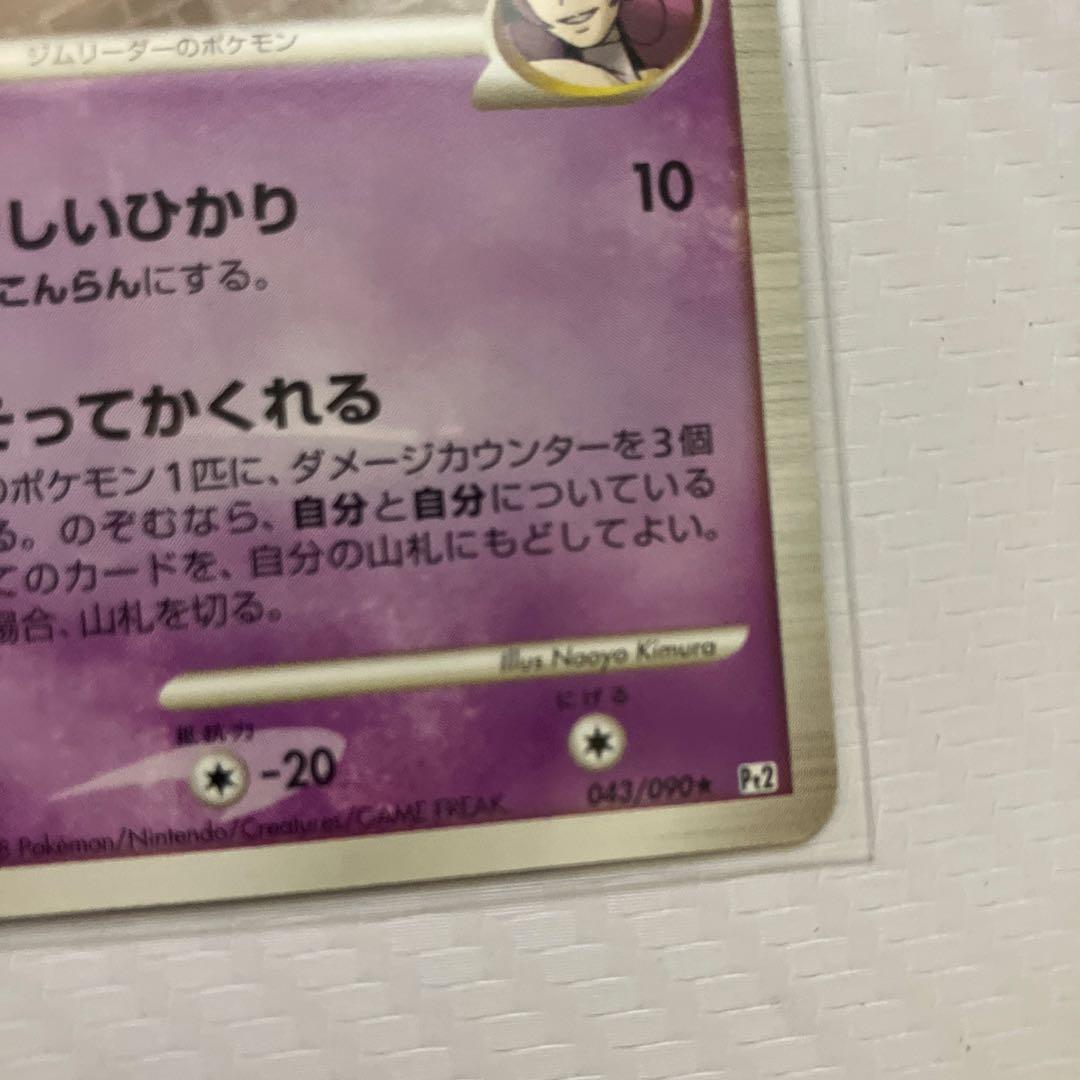 ジムリーダーのポケモン
しいひかり 10
こんらんにする。
ってかくれる
のポケモン1匹に、ダメージカウンターを3個
る。のぞむなら、自分と自分についている
てのカードを、自分の山札にもどしてよい。
場合、山札を切る。
illus Naoyo Kimura
抵抗力 にげる
-20
043/090★ Pt2
8 Pokémon/Nintendo/Creatures/GAME FREAK